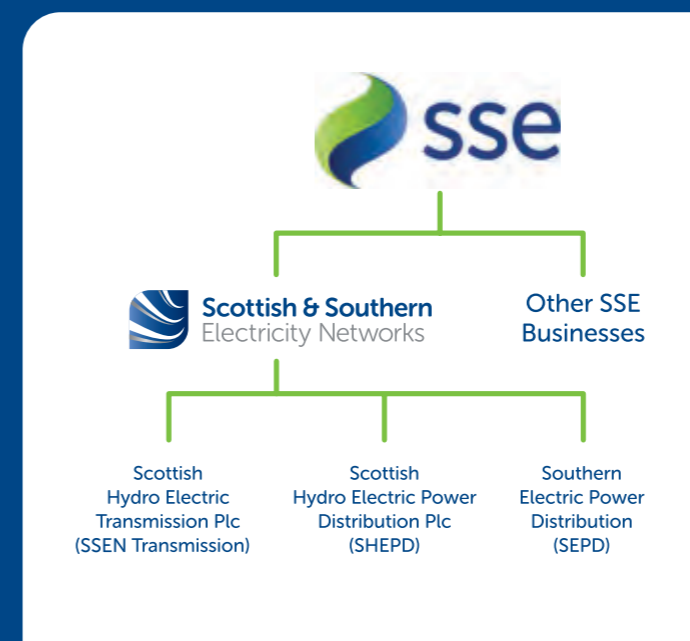 sse
Scottish & Southern
Electricity Networks
Other SSE
Businesses
Scottish
Hydro Electric
Transmission Plc
(SSEN Transmission)
Scottish
Hydro Electric Power
Distribution Plc
(SHEPD)
Southern
Electric Power
Distribution
(SEPD)